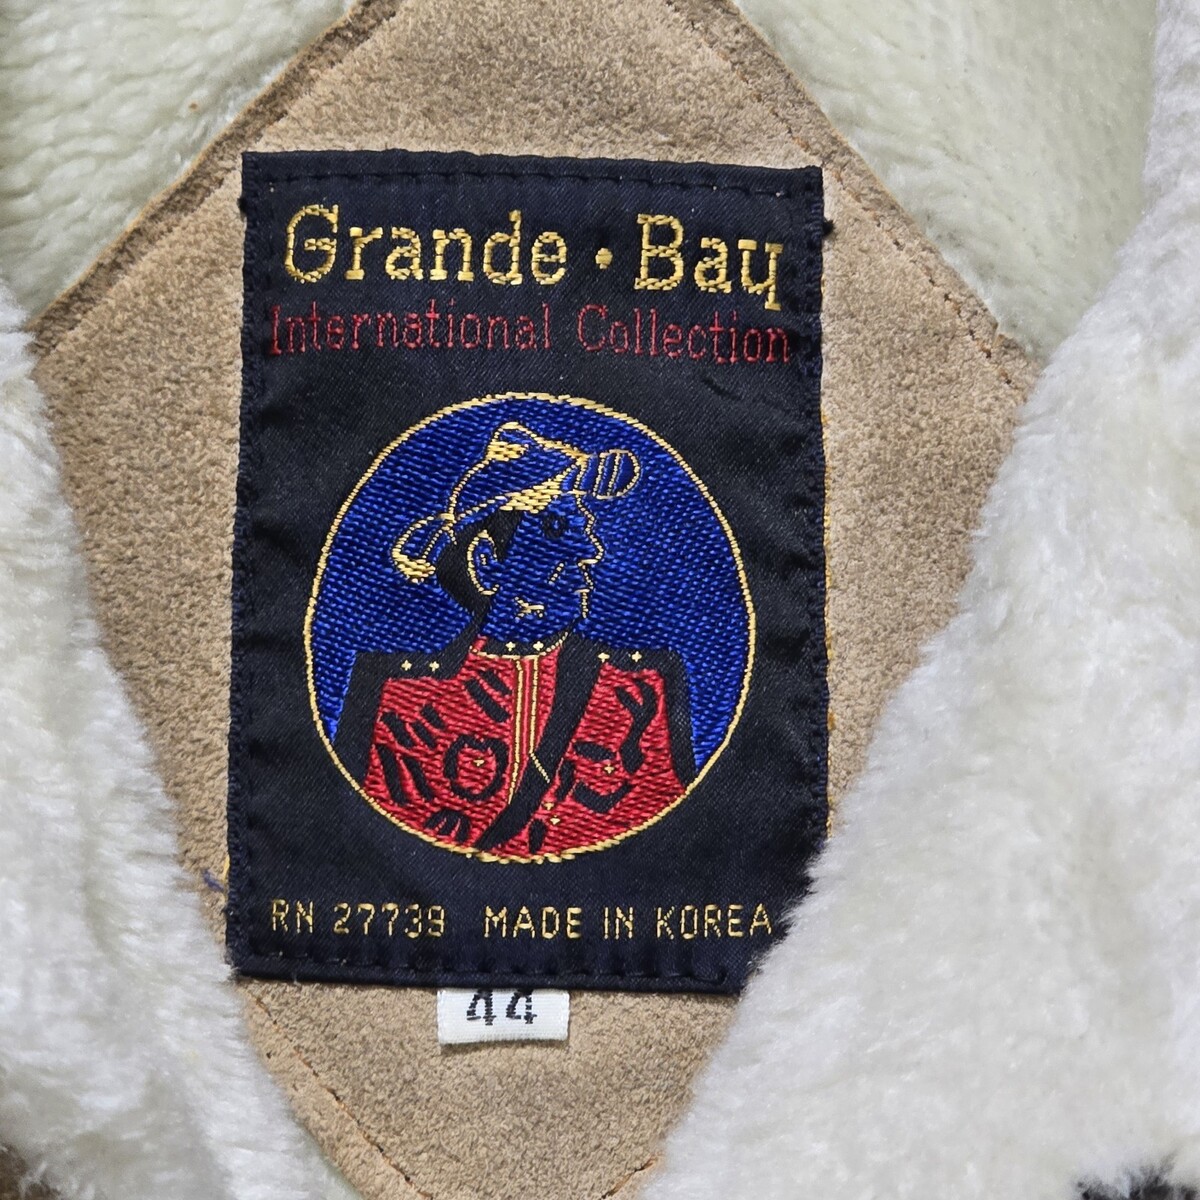 Grande · Bay
International Collection
RN 27739 MADE IN KOREA
44